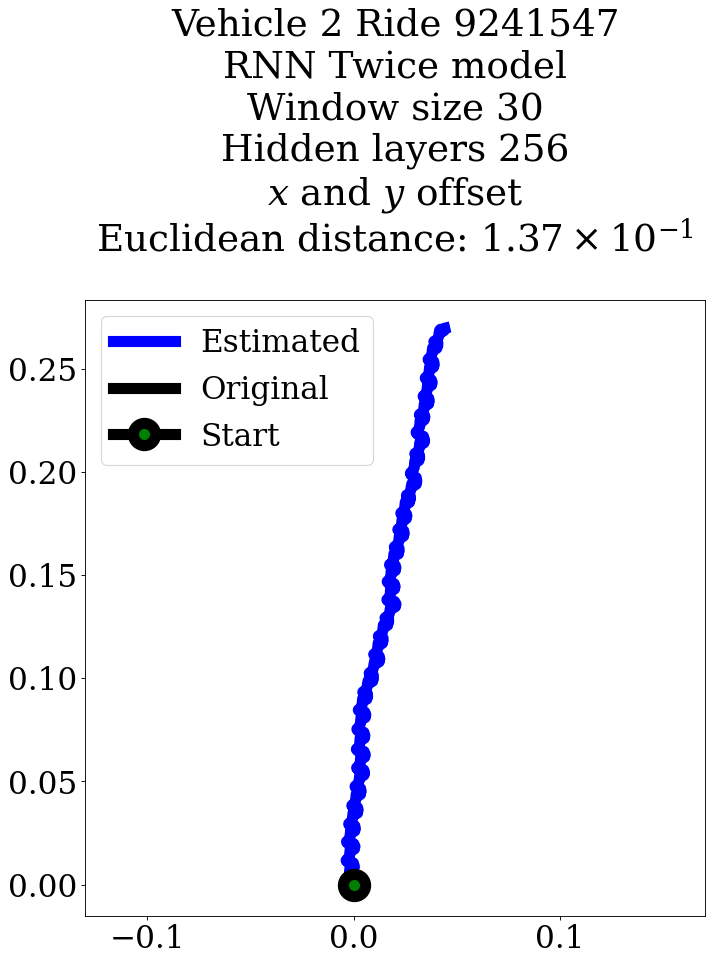 Vehicle 2 Ride 9241547
RNN Twice model
Window size 30
Hidden layers 256
x and y offset
Euclidean distance: 1.37 × 10⁻¹
Estimated
Original
Start
0.25
0.20
0.15
0.10
0.05
0.00
−0.1
0.0
0.1